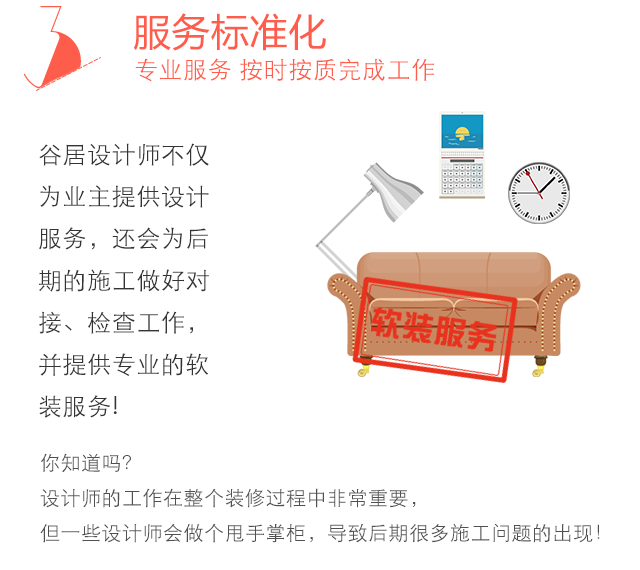 3
服务标准化
专业服务 按时按质完成工作
谷居设计师不仅
为业主提供设计
服务，还会为后
期的施工做好对
接、检查工作，
并提供专业的软
装服务!
软装服务
你知道吗？
设计师的工作在整个装修过程中非常重要，
但一些设计师会做个甩手掌柜，导致后期很多施工问题的出现！